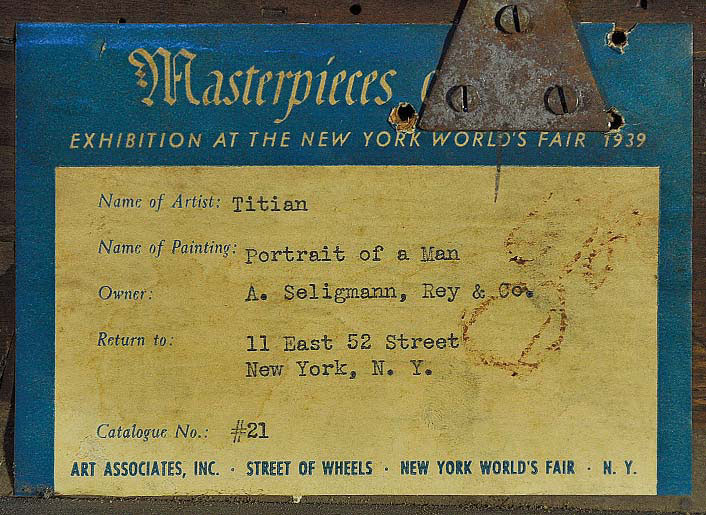 Masterpieces
EXHIBITION AT THE NEW YORK WORLD'S FAIR 1939
Name of Artist: Titian
Name of Painting: Portrait of a Man
Owner: A. Seligmann, Rey & Co.
Return to: 11 East 52 Street
New York, N. Y.
Catalogue No.: #21
ART ASSOCIATES, INC. · STREET OF WHEELS · NEW YORK WORLD'S FAIR · N. Y.